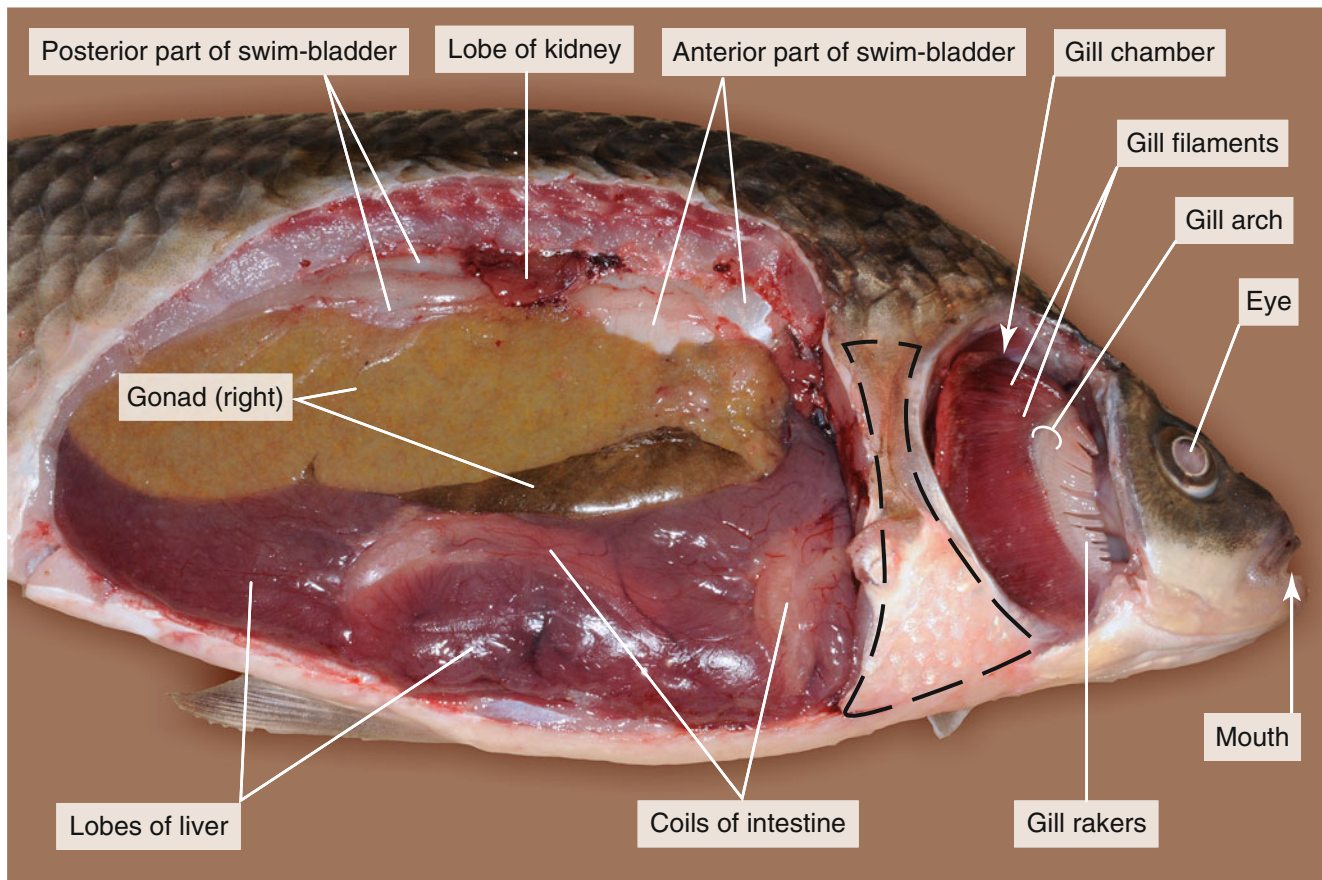 Posterior part of swim-bladder
Lobe of kidney
Anterior part of swim-bladder
Gill chamber
Gill filaments
Gill arch
Eye
Gonad (right)
Mouth
Lobes of liver
Coils of intestine
Gill rakers